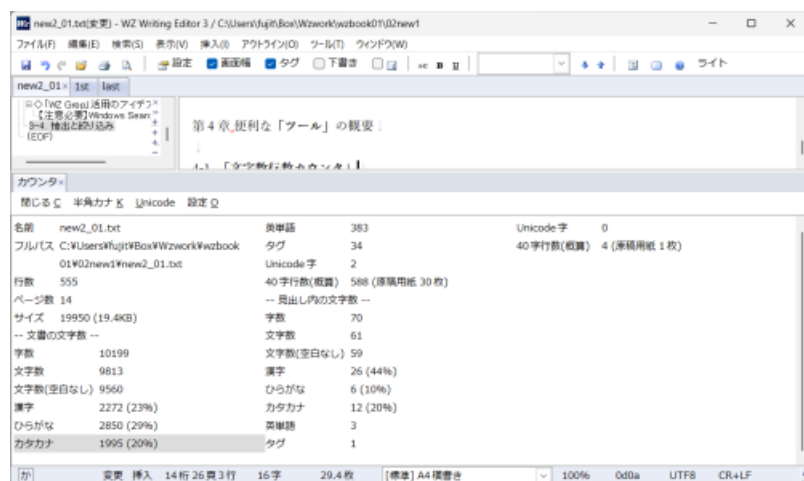 new2_01.txt(変更) - WZ Writing Editor 3 / C:\Users\fujit\Box\Wzwork\wzbook01\02new1
ファイル(F) 編集(E) 検索(S) 表示(V) 挿入(I) アウトライン(O) ツール(T) ウィンドウ(W)
設定 画面幅 タグ 下書き B U ライト
new2_01× 1st last
◇「WZ Grep」活用のアイデア
【注意必要】Windows Searc
3-4. 抽出と絞り込み
(EOF)
第4章.便利な「ツール」の概要↓
↓
4-1. 「文字数行数カウンタ」↓
カウンタ×
閉じる C 半角カナ K Unicode 設定 O
名前 new2_01.txt 英単語 383 Unicode字 0
フルパス C:¥Users¥fujit¥Box¥Wzwork¥wzbook タグ 34 40字行数(概算) 4 (原稿用紙 1 枚)
01¥02new1¥new2_01.txt Unicode字 2
行数 555 40字行数(概算) 588 (原稿用紙 30 枚)
ページ数 14 -- 見出し内の文字数 --
サイズ 19950 (19.4KB) 字数 70
-- 文書の文字数 -- 文字数 61
字数 10199 文字数(空白なし) 59
文字数 9813 漢字 26 (44%)
文字数(空白なし) 9560 ひらがな 6 (10%)
漢字 2272 (23%) カタカナ 12 (20%)
ひらがな 2850 (29%) 英単語 3
カタカナ 1995 (20%) タグ 1
か 変更 挿入 14桁 26頁 3行 16字 29.4枚 [標準] A4 横書き 100% 0d0a UTF8 CR+LF